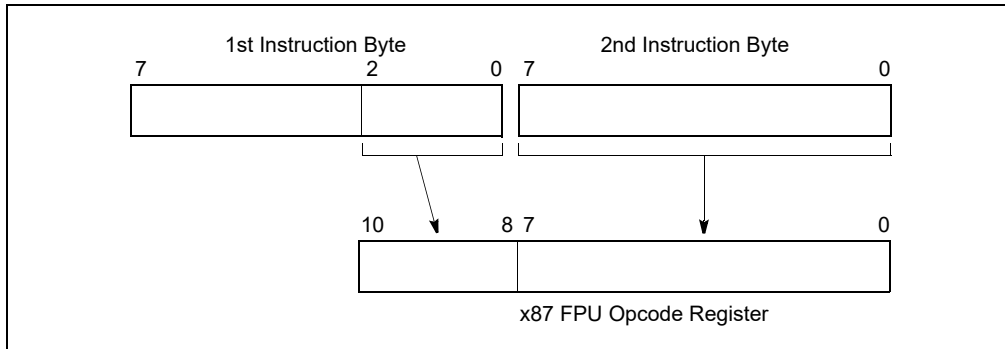 1st Instruction Byte 2nd Instruction Byte
7 2 0 7 0
10 8 7 0
x87 FPU Opcode Register